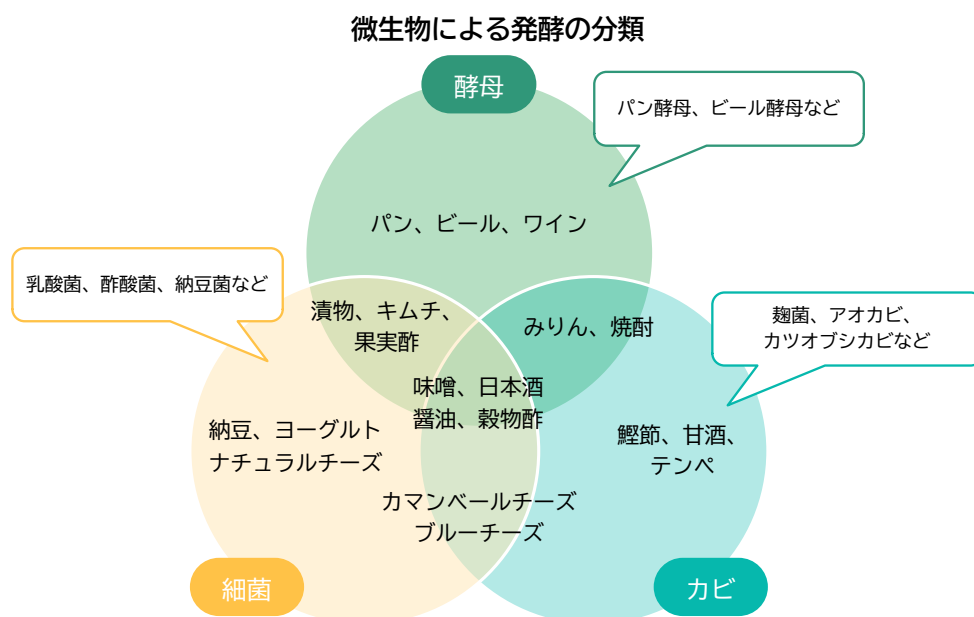 微生物による発酵の分類
酵母
パン酵母、ビール酵母など
パン、ビール、ワイン
乳酸菌、酢酸菌、納豆菌など
漬物、キムチ、
果実酢
みりん、焼酎
麹菌、アオカビ、
カツオブシカビなど
味噌、日本酒
醤油、穀物酢
納豆、ヨーグルト
ナチュラルチーズ
鰹節、甘酒、
テンペ
カマンベールチーズ
ブルーチーズ
細菌
カビ